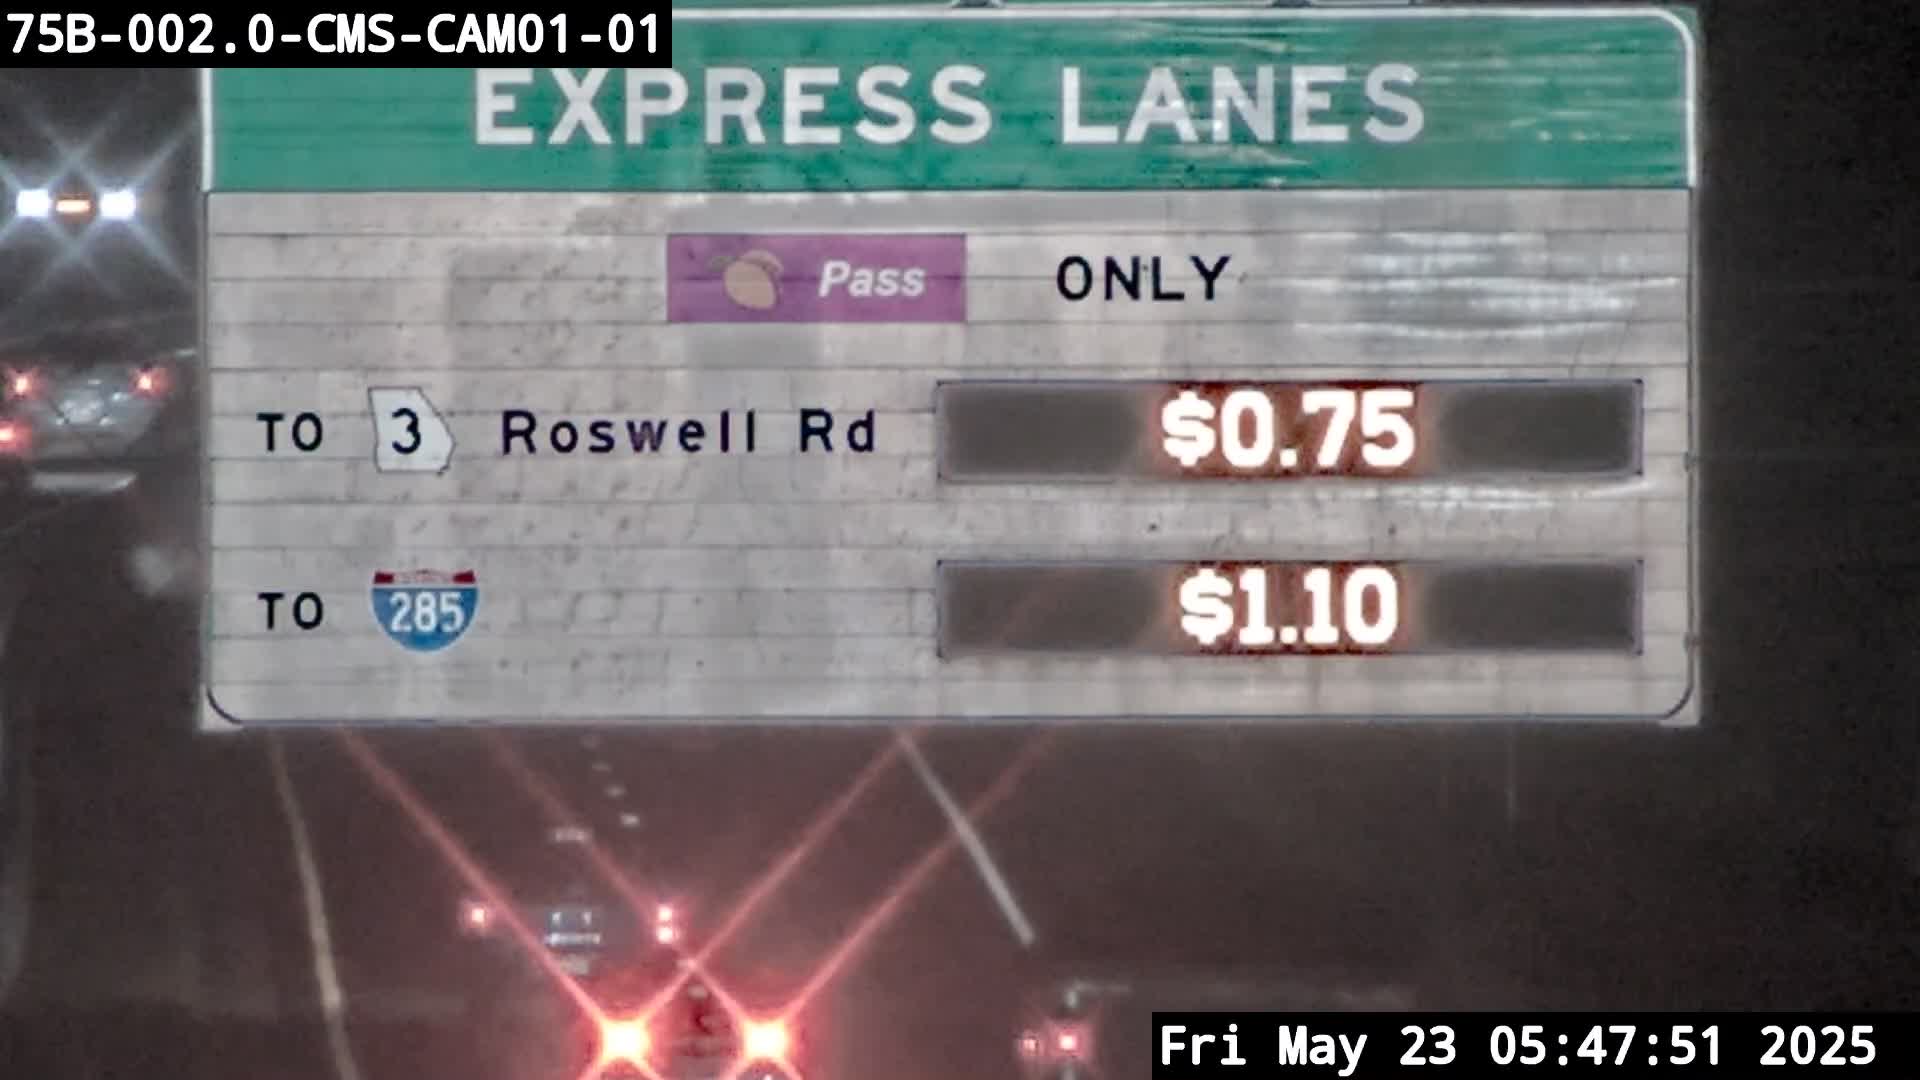 75B-002.0-CMS-CAM01-01
EXPRESS LANES
Pass ONLY
TO 3 Roswell Rd $0.75
TO 285 $1.10
Fri May 23 05:47:51 2025